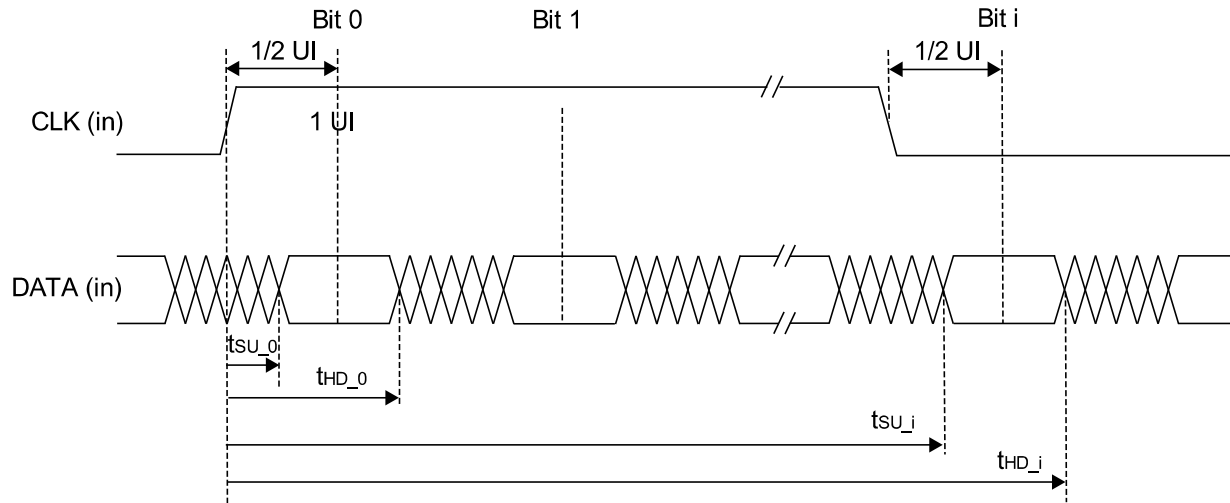 Bit 0
Bit 1
Bit i
1/2 UI
1/2 UI
CLK (in)
1 UI
DATA (in)
tSU_0
tHD_0
tSU_i
tHD_i